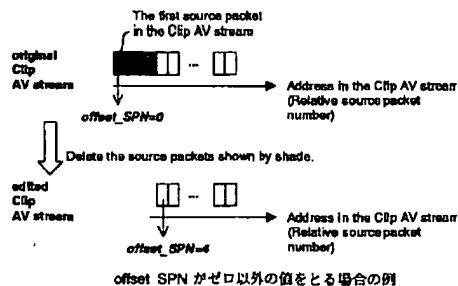 The first source packet
in the Clip AV stream
original
Clip
AV stream
...
Address in the Clip AV stream
(Relative source packet
number)
offset_SPN=0
Delete the source packets shown by shade.
edited
Clip
AV stream
...
Address in the Clip AV stream
(Relative source packet
number)
offset_SPN=4
offset SPN がゼロ以外の値をとる場合の例